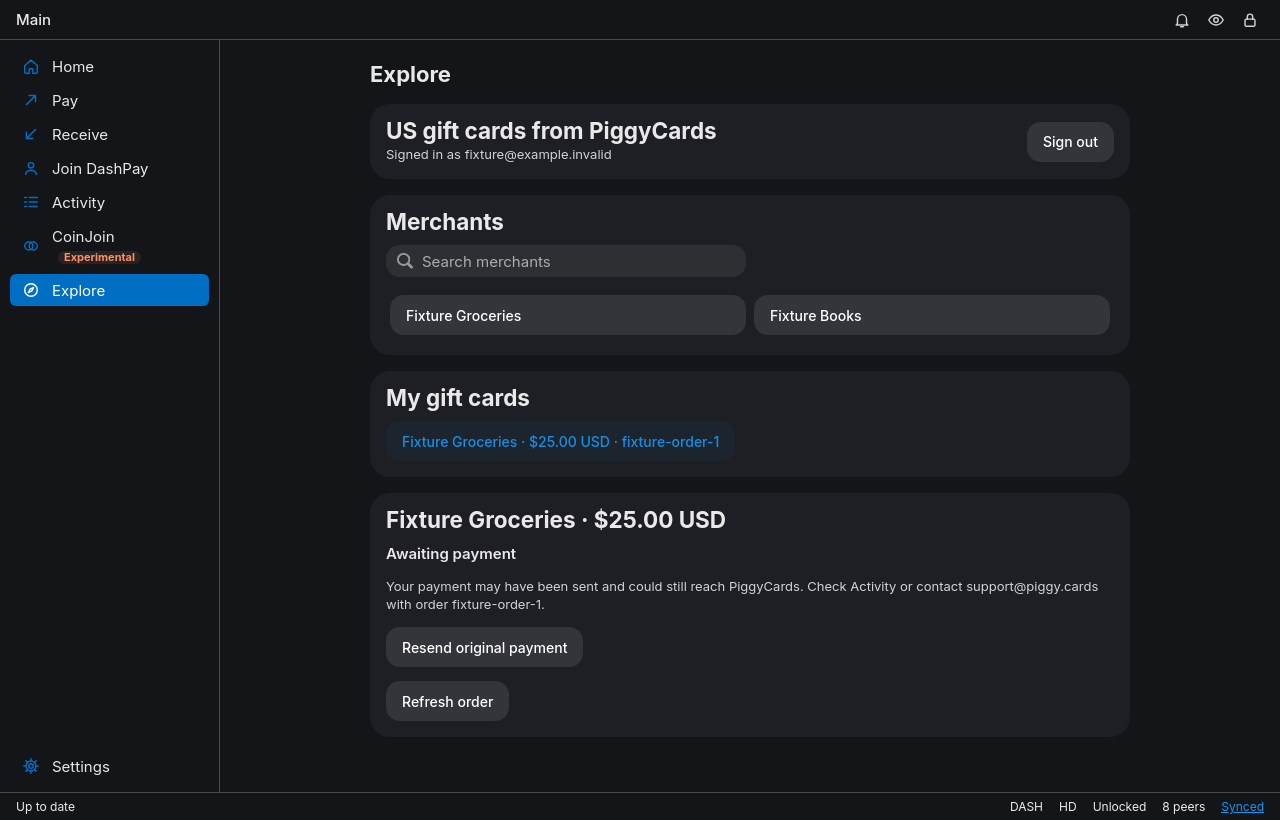 Main
Home
Pay
Receive
Join DashPay
Activity
CoinJoin
Experimental
Explore
Settings
Explore
US gift cards from PiggyCards
Signed in as fixture@example.invalid
Sign out
Merchants
Search merchants
Fixture Groceries
Fixture Books
My gift cards
Fixture Groceries · $25.00 USD · fixture-order-1
Fixture Groceries · $25.00 USD
Awaiting payment
Your payment may have been sent and could still reach PiggyCards. Check Activity or contact support@piggy.cards
with order fixture-order-1.
Resend original payment
Refresh order
Up to date
DASH HD Unlocked 8 peers Synced